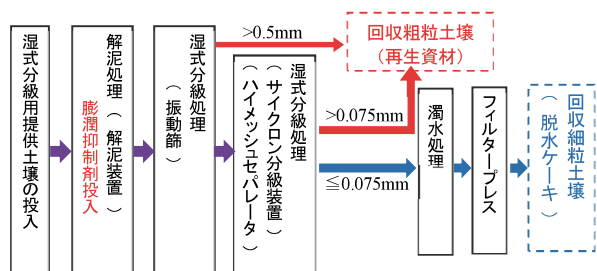 湿式分級用提供土壌の投入
解泥処理(解泥装置)
膨潤抑制剤投入
湿式分級処理
(振動篩)
>0.5mm
湿式分級処理
(サイクロン分級装置)
(ハイメッシュセパレータ)
>0.075mm
≦0.075mm
回収粗粒土壌
(再生資材)
濁水処理
フィルタープレス
回収細粒土壌
(脱水ケーキ)